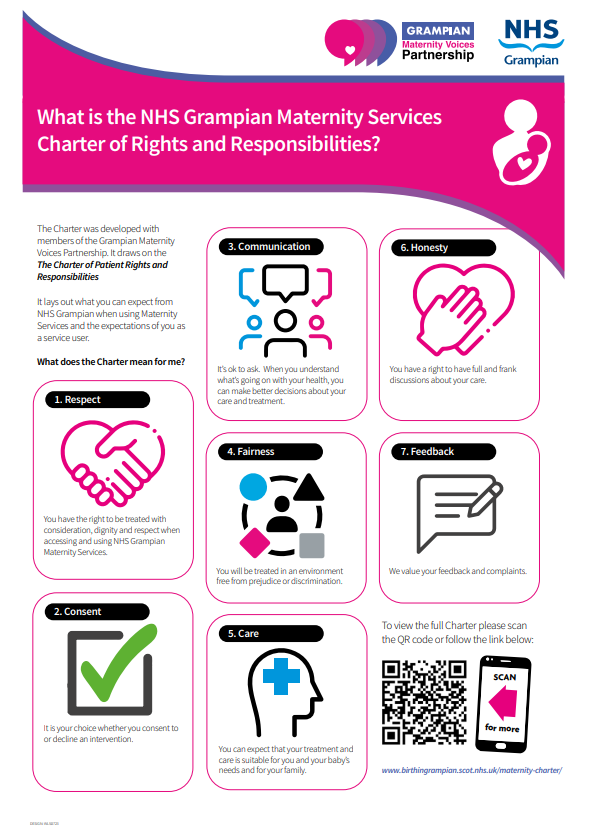 GRAMPIAN
Maternity Voices
Partnership
NHS
Grampian
What is the NHS Grampian Maternity Services
Charter of Rights and Responsibilities?
The Charter was developed with
members of the Grampian Maternity
Voices Partnership. It draws on the
The Charter of Patient Rights and
Responsibilities
It lays out what you can expect from
NHS Grampian when using Maternity
Services and the expectations of you as
a service user.
What does the Charter mean for me?
1. Respect
You have the right to be treated with
consideration, dignity and respect when
accessing and using NHS Grampian
Maternity Services.
2. Consent
It is your choice whether you consent to
or decline an intervention.
3. Communication
It's ok to ask. When you understand
what's going on with your health, you
can make better decisions about your
care and treatment.
4. Fairness
You will be treated in an environment
free from prejudice or discrimination.
5. Care
You can expect that your treatment and
care is suitable for you and your baby's
needs and for your family.
6. Honesty
You have a right to have full and frank
discussions about your care.
7. Feedback
We value your feedback and complaints.
To view the full Charter please scan
the QR code or follow the link below:
SCAN
for more
www.birthingrampian.scot.nhs.uk/maternity-charter/